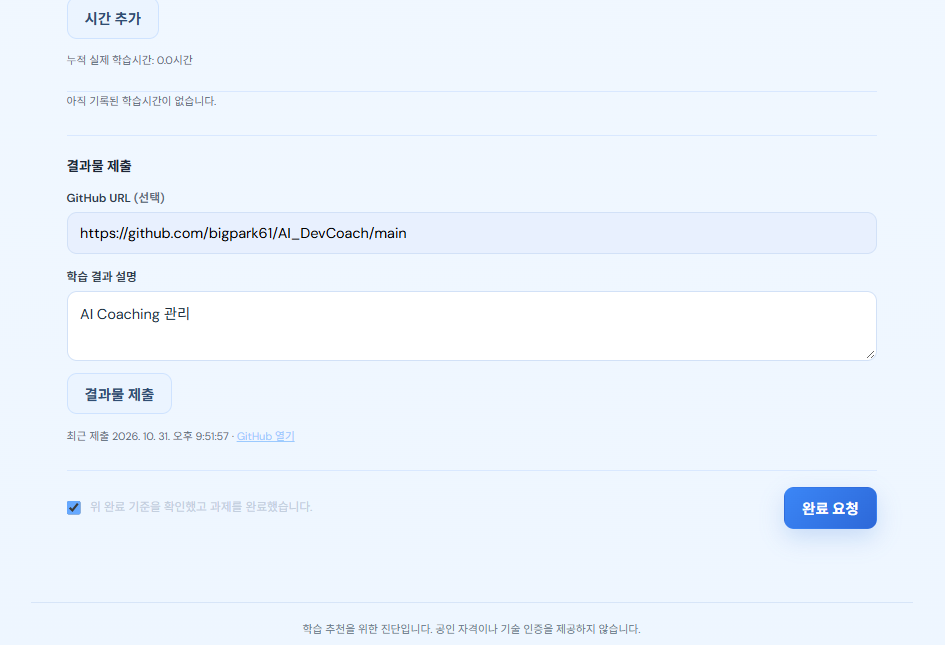 시간 추가
누적 실제 학습시간: 0.0시간
아직 기록된 학습시간이 없습니다.
결과물 제출
GitHub URL (선택)
https://github.com/bigpark61/AI_DevCoach/main
학습 결과 설명
AI Coaching 관리
결과물 제출
최근 제출 2026. 10. 31. 오후 9:51:57 · GitHub 열기
위 완료 기준을 확인했고 과제를 완료했습니다.
완료 요청
학습 추천을 위한 진단입니다. 공인 자격이나 기술 인증을 제공하지 않습니다.